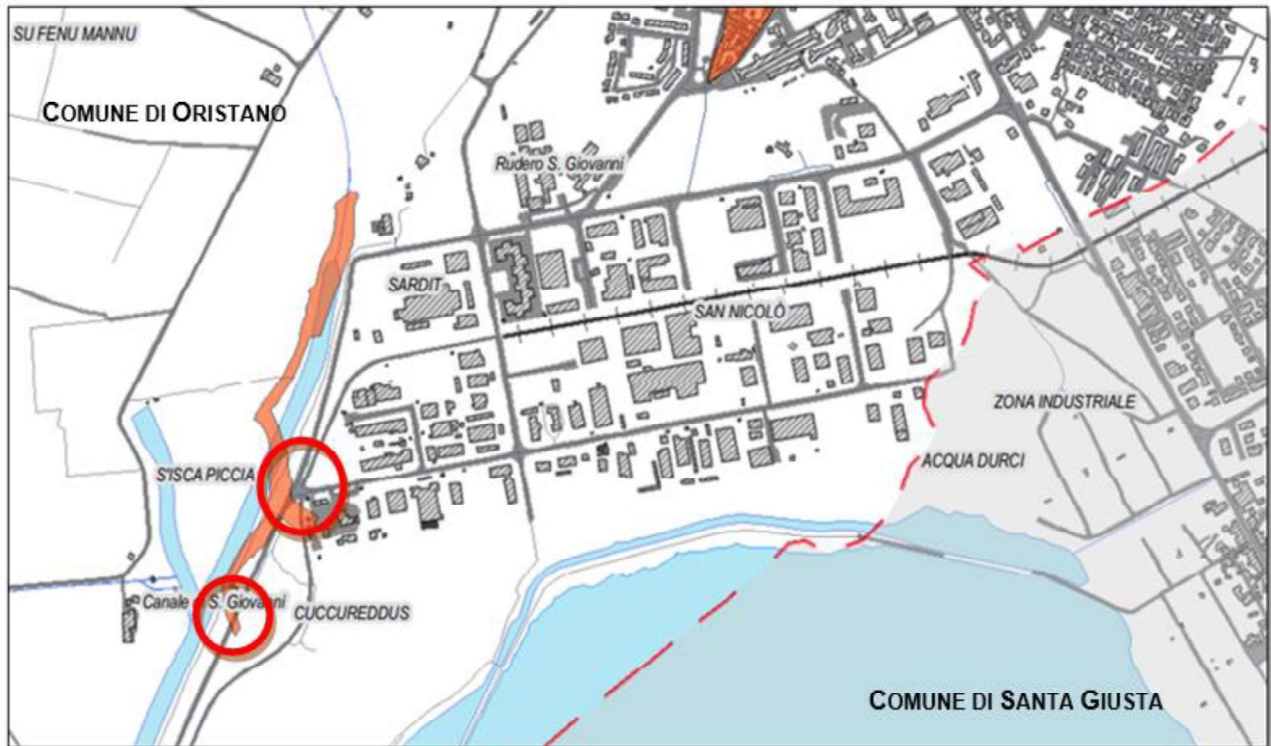 SU FENU MANNU
COMUNE DI ORISTANO
Rudero S. Giovanni
SARDIT
SAN NICOLÒ
ZONA INDUSTRIALE
S'ISCA PICCIA
ACQUA DURCI
Canale S. Giovanni
CUCCUREDDUS
COMUNE DI SANTA GIUSTA